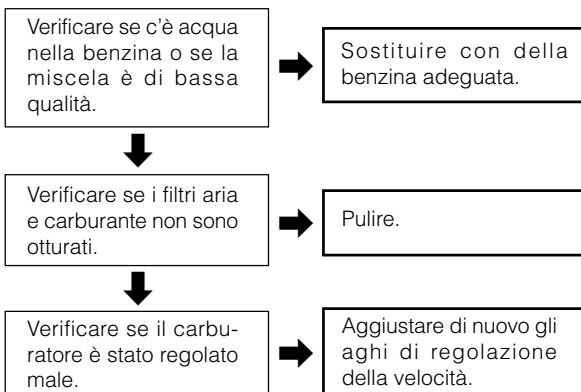 Verificare se c'è acqua
nella benzina o se la
miscela è di bassa
qualità.
Sostituire con della
benzina adeguata.
Verificare se i filtri aria
e carburante non sono
otturati.
Pulire.
Verificare se il carbu-
ratore è stato regolato
male.
Aggiustare di nuovo gli
aghi di regolazione
della velocità.